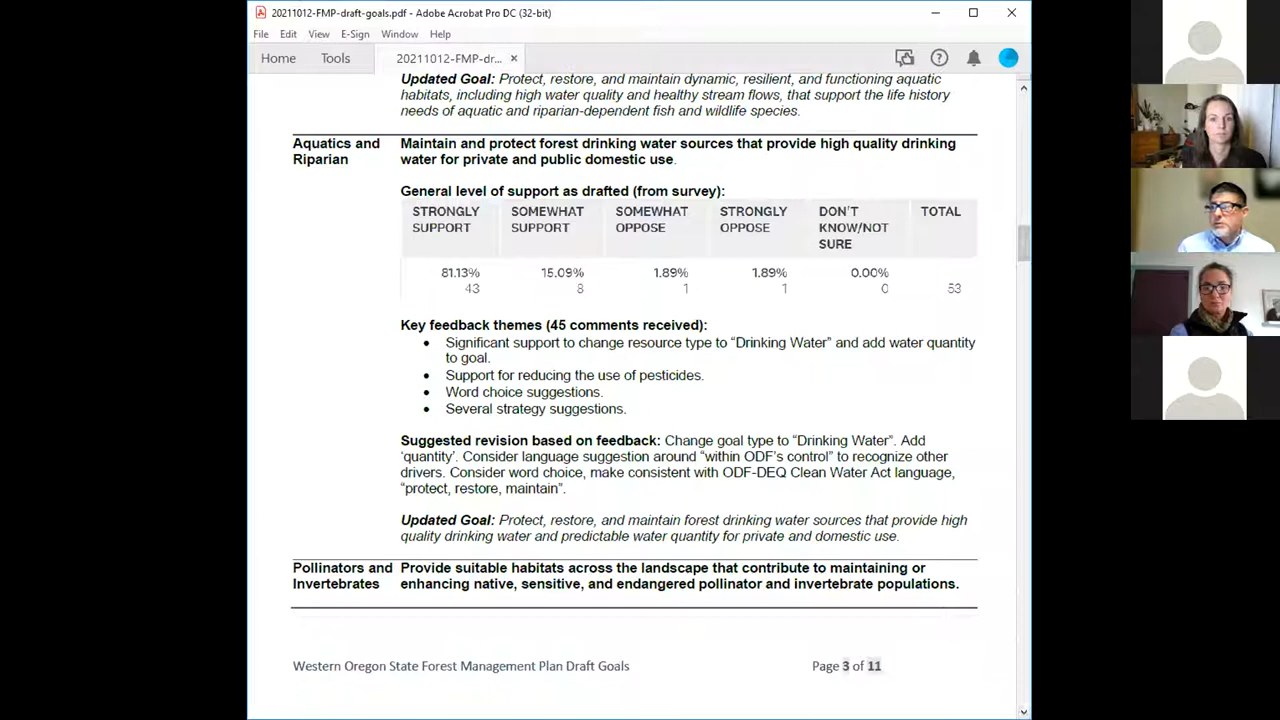 20211012-FMP-draft-goals.pdf - Adobe Acrobat Pro DC (32-bit)
File Edit View E-Sign Window Help
Home Tools 20211012-FMP-dr... ×
Updated Goal: Protect, restore, and maintain dynamic, resilient, and functioning aquatic
habitats, including high water quality and healthy stream flows, that support the life history
needs of aquatic and riparian-dependent fish and wildlife species.
Aquatics and Riparian
Maintain and protect forest drinking water sources that provide high quality drinking
water for private and public domestic use.
General level of support as drafted (from survey):
STRONGLY SUPPORT SOMEWHAT SUPPORT SOMEWHAT OPPOSE STRONGLY OPPOSE DON'T KNOW/NOT SURE TOTAL
81.13% 15.09% 1.89% 1.89% 0.00%
43 8 1 1 0 53
Key feedback themes (45 comments received):
• Significant support to change resource type to “Drinking Water” and add water quantity
to goal.
• Support for reducing the use of pesticides.
• Word choice suggestions.
• Several strategy suggestions.
Suggested revision based on feedback: Change goal type to “Drinking Water”. Add
‘quantity’. Consider language suggestion around “within ODF’s control” to recognize other
drivers. Consider word choice, make consistent with ODF-DEQ Clean Water Act language,
“protect, restore, maintain”.
Updated Goal: Protect, restore, and maintain forest drinking water sources that provide high
quality drinking water and predictable water quantity for private and domestic use.
Pollinators and Invertebrates
Provide suitable habitats across the landscape that contribute to maintaining or
enhancing native, sensitive, and endangered pollinator and invertebrate populations.
Western Oregon State Forest Management Plan Draft Goals Page 3 of 11